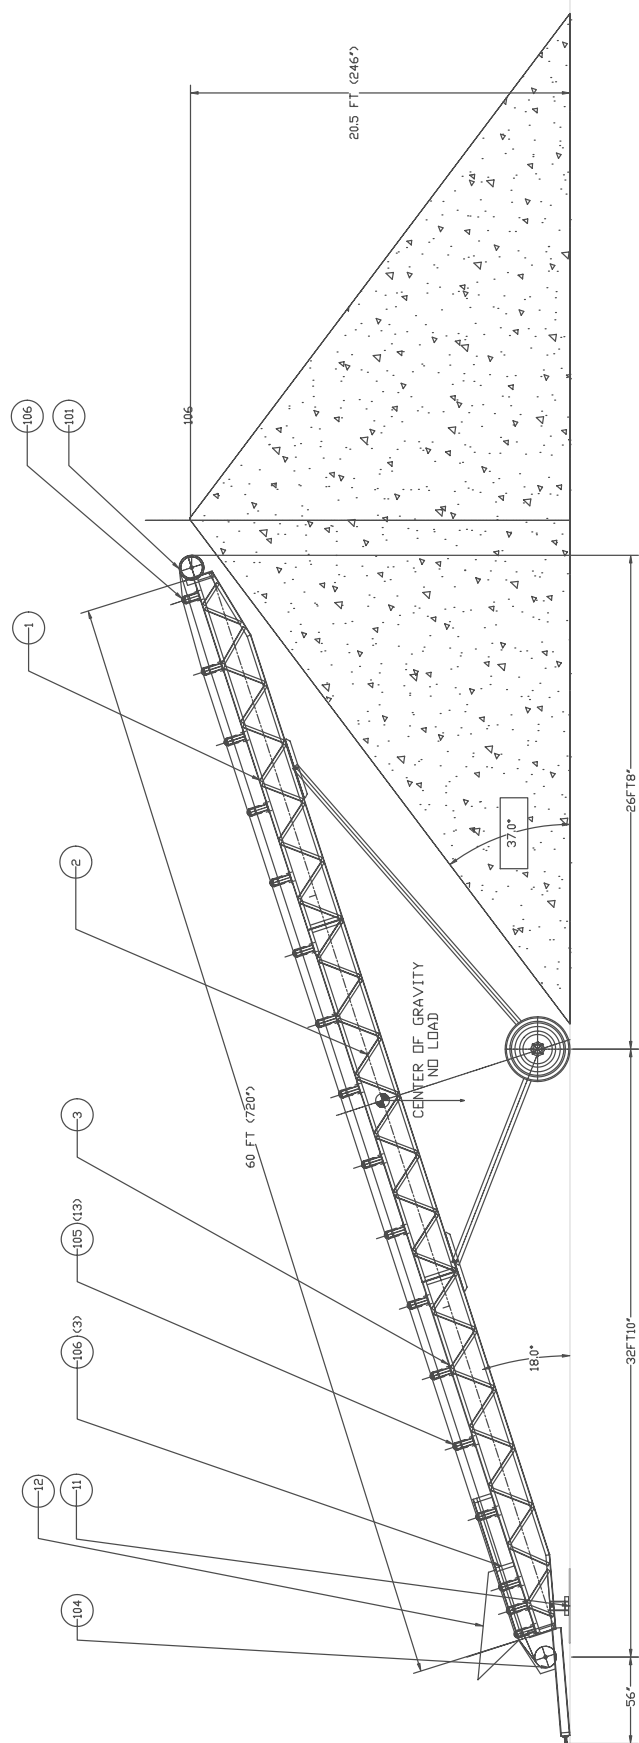 20.5 FT (246")
106
106
101
1
2
37.0°
26FT8"
CENTER OF GRAVITY
NO LOAD
60 FT (720")
3
105 (13)
106 (3)
18.0°
32FT10"
12
11
104
56"